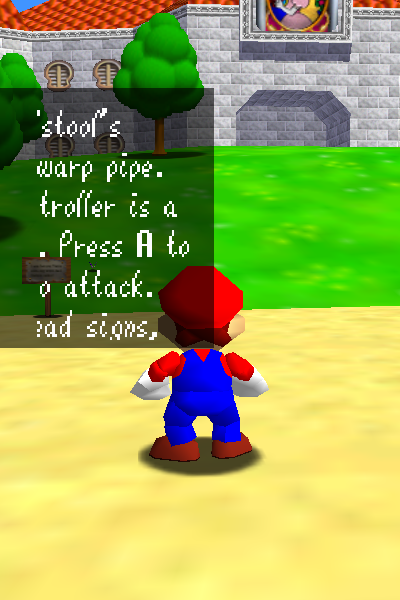 'stool"s
warp pipe.
troller is a
. Press A to
o attack.
ead signs,